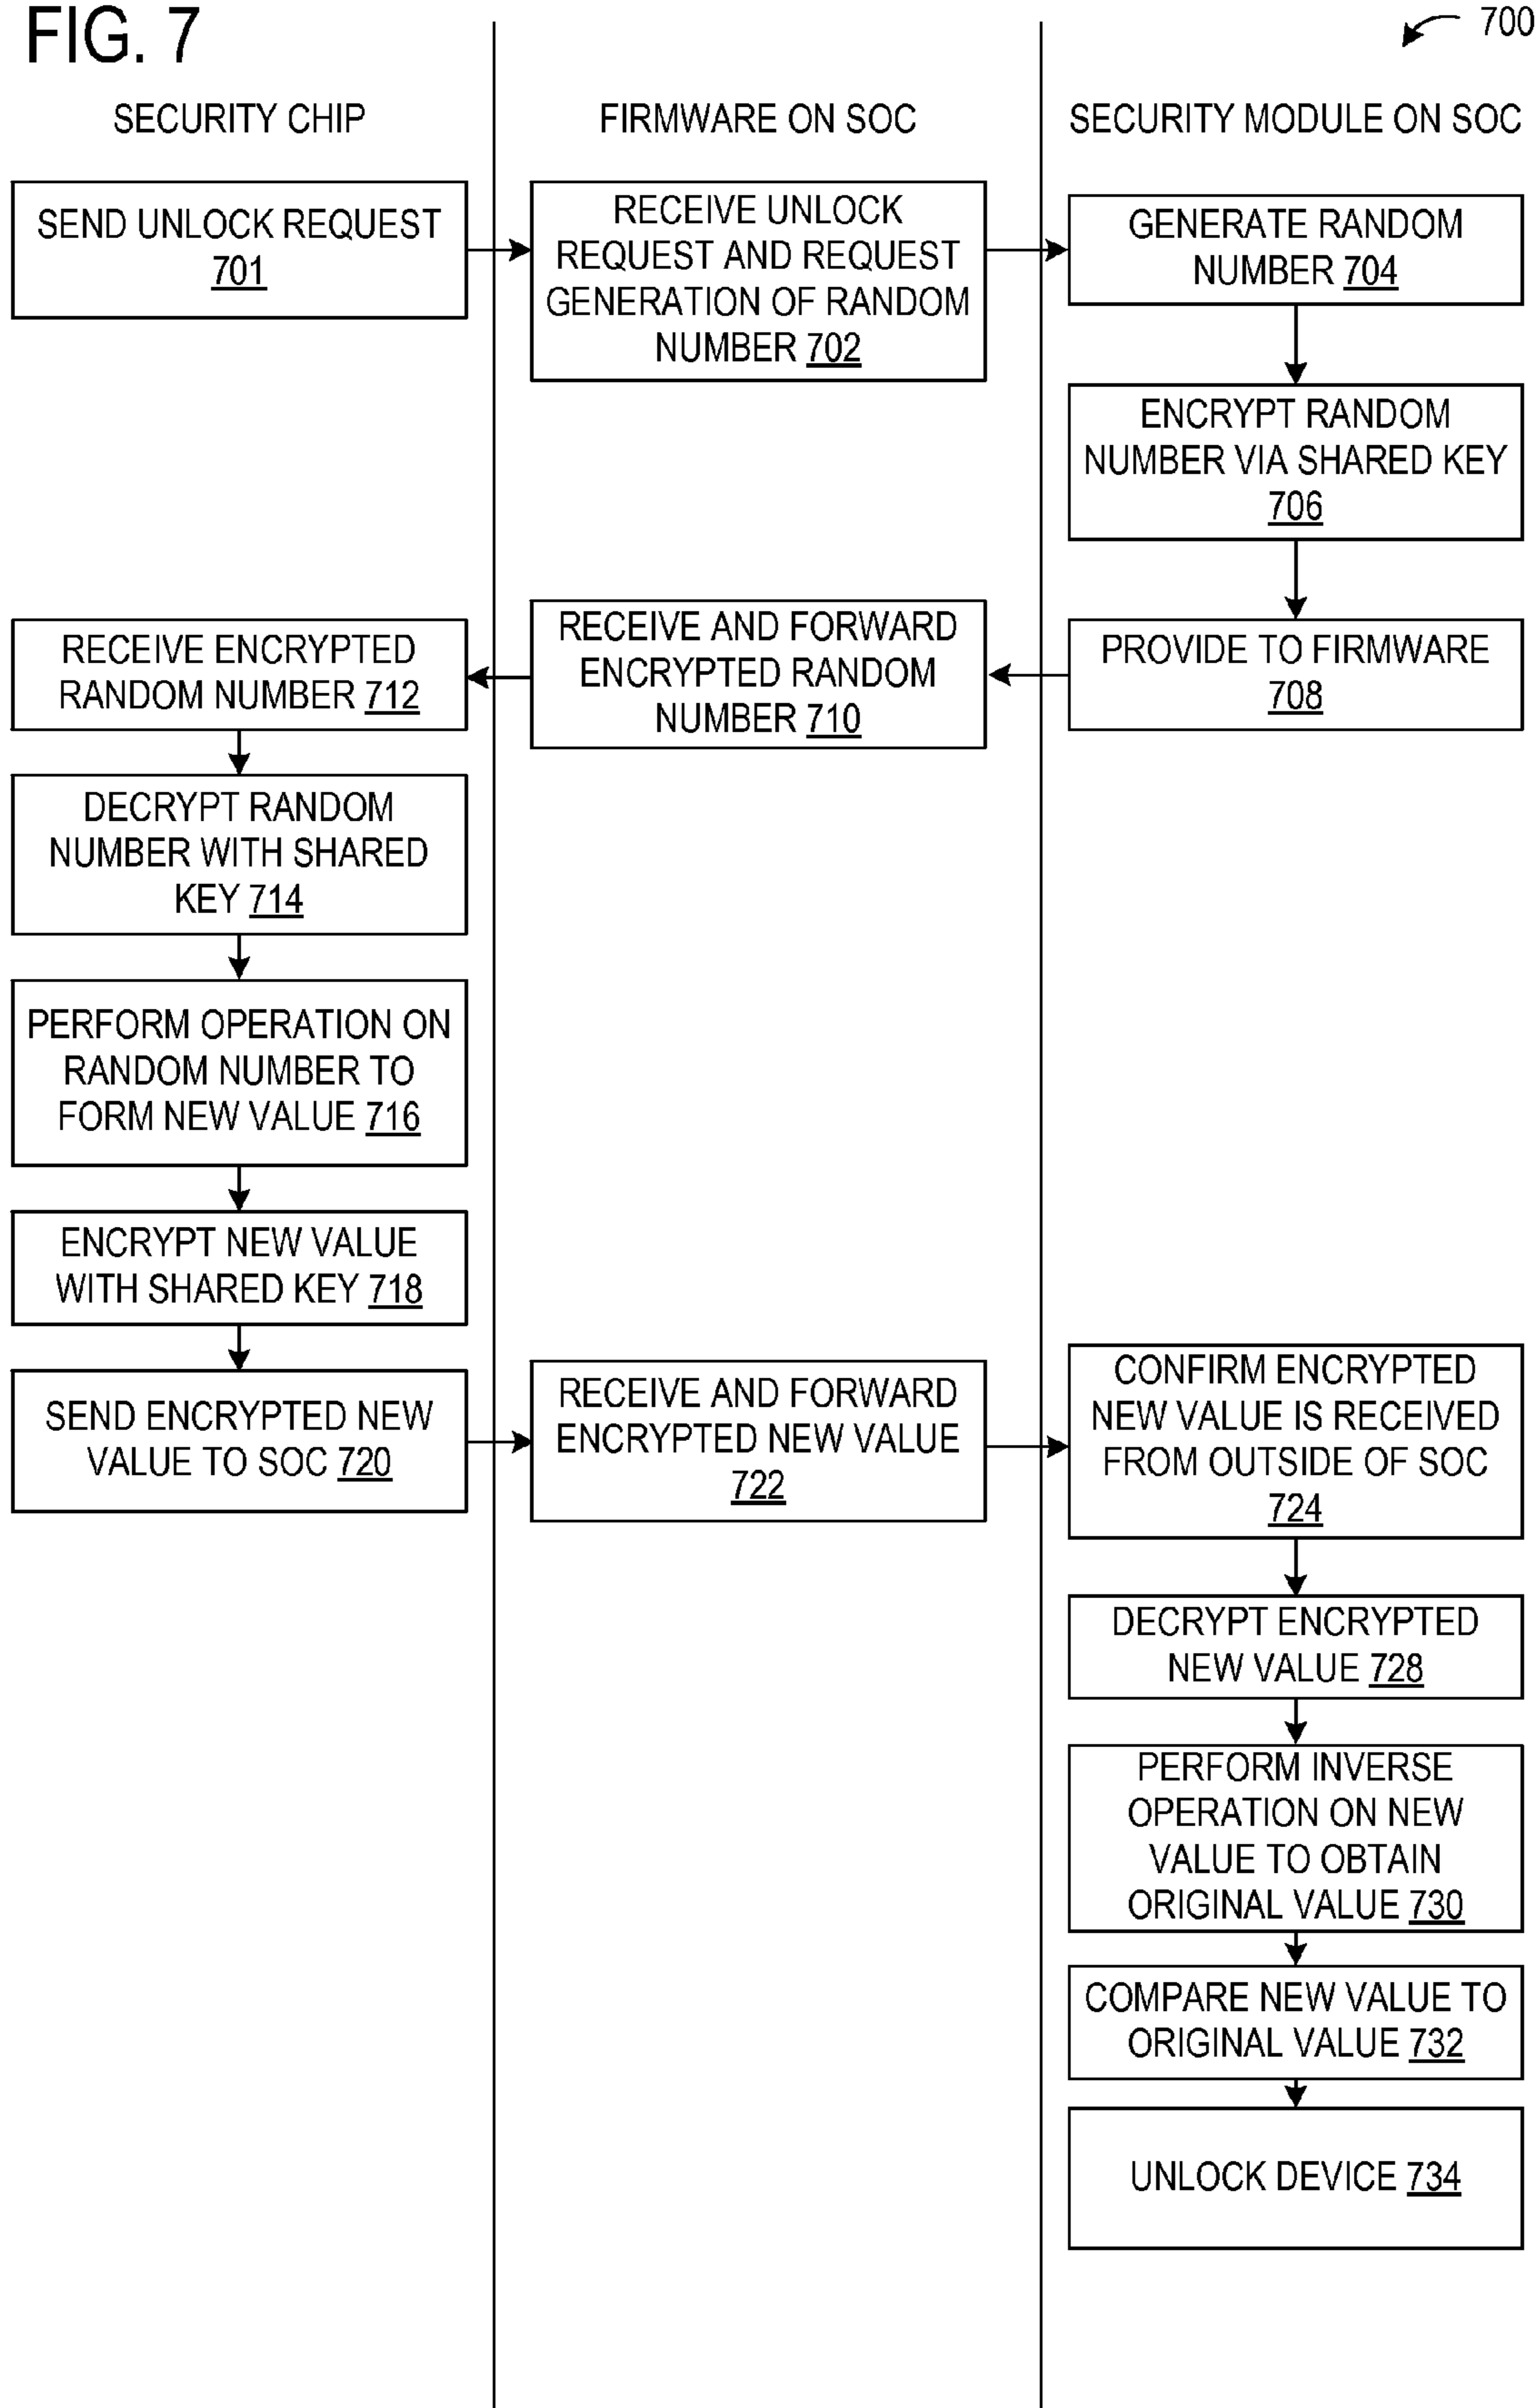 FIG. 7
700
SECURITY CHIP
FIRMWARE ON SOC
SECURITY MODULE ON SOC
SEND UNLOCK REQUEST
701
RECEIVE UNLOCK
REQUEST AND REQUEST
GENERATION OF RANDOM
NUMBER 702
GENERATE RANDOM
NUMBER 704
ENCRYPT RANDOM
NUMBER VIA SHARED KEY
706
PROVIDE TO FIRMWARE
708
RECEIVE AND FORWARD
ENCRYPTED RANDOM
NUMBER 710
RECEIVE ENCRYPTED
RANDOM NUMBER 712
DECRYPT RANDOM
NUMBER WITH SHARED
KEY 714
PERFORM OPERATION ON
RANDOM NUMBER TO
FORM NEW VALUE 716
ENCRYPT NEW VALUE
WITH SHARED KEY 718
SEND ENCRYPTED NEW
VALUE TO SOC 720
RECEIVE AND FORWARD
ENCRYPTED NEW VALUE
722
CONFIRM ENCRYPTED
NEW VALUE IS RECEIVED
FROM OUTSIDE OF SOC
724
DECRYPT ENCRYPTED
NEW VALUE 728
PERFORM INVERSE
OPERATION ON NEW
VALUE TO OBTAIN
ORIGINAL VALUE 730
COMPARE NEW VALUE TO
ORIGINAL VALUE 732
UNLOCK DEVICE 734